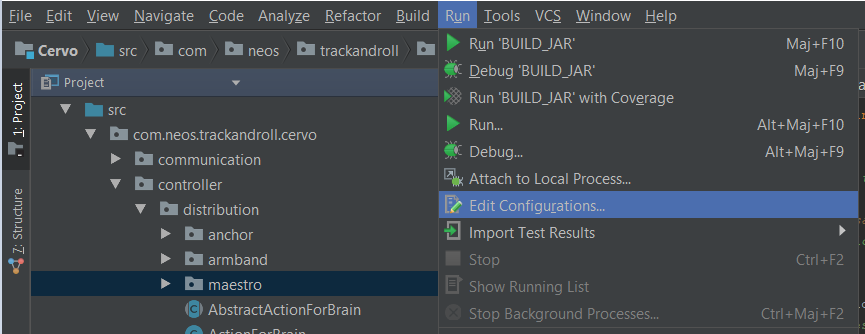 File Edit View Navigate Code Analyze Refactor Build Run Tools VCS Window Help
Cervo src com neos trackandroll
1: Project
Z: Structure
Project
src
com.neos.trackandroll.cervo
communication
controller
distribution
anchor
armband
maestro
AbstractActionForBrain
ActionForBrain
Run 'BUILD_JAR' Maj+F10
Debug 'BUILD_JAR' Maj+F9
Run 'BUILD_JAR' with Coverage
Run... Alt+Maj+F10
Debug... Alt+Maj+F9
Attach to Local Process...
Edit Configurations...
Import Test Results
Stop Ctrl+F2
Show Running List
Stop Background Processes... Ctrl+Maj+F2